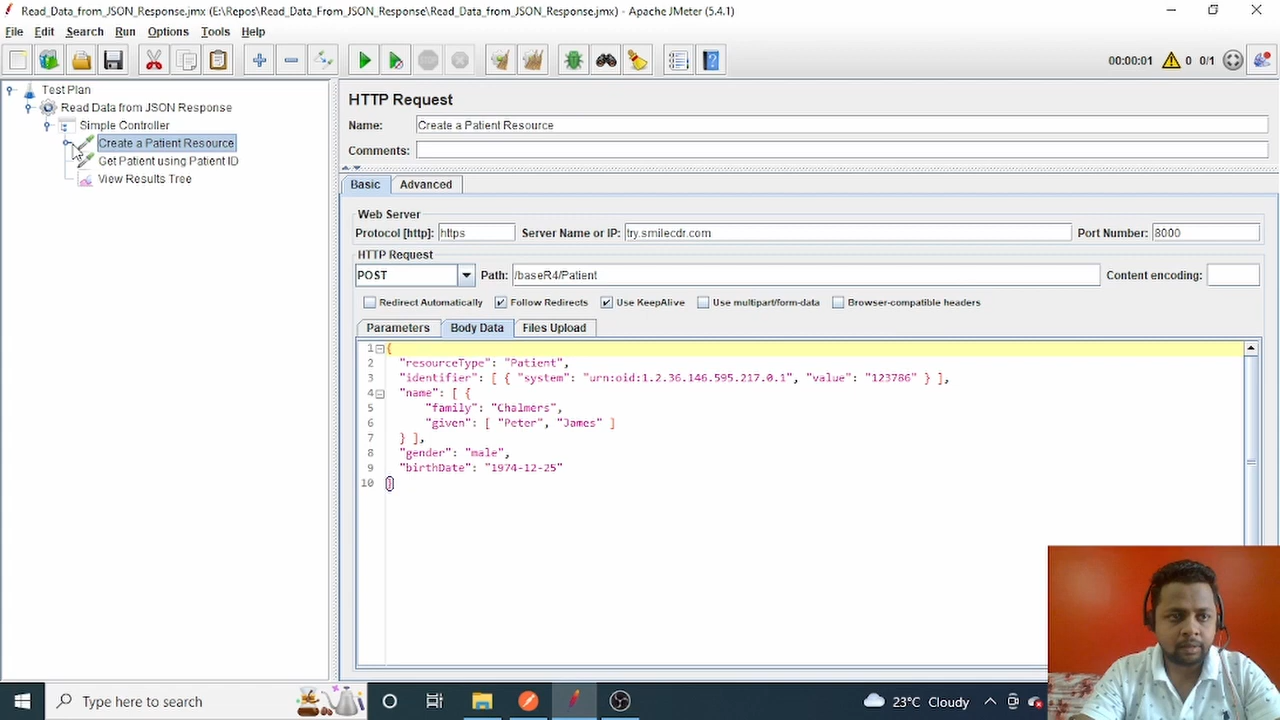 Read_Data_from_JSON_Response.jmx (E:\Repos\Read_Data_From_JSON_Response\Read_Data_from_JSON_Response.jmx) - Apache JMeter (5.4.1)
File Edit Search Run Options Tools Help
00:00:01 0 0/1
Test Plan
Read Data from JSON Response
Simple Controller
Create a Patient Resource
Get Patient using Patient ID
View Results Tree
HTTP Request
Name: Create a Patient Resource
Comments:
Basic Advanced
Web Server
Protocol [http]: https Server Name or IP: try.smilecdr.com Port Number: 8000
HTTP Request
POST Path: /baseR4/Patient Content encoding:
Redirect Automatically Follow Redirects Use KeepAlive Use multipart/form-data Browser-compatible headers
Parameters Body Data Files Upload
1 {
2 "resourceType": "Patient",
3 "identifier": [ { "system": "urn:oid:1.2.36.146.595.217.0.1", "value": "123786" } ],
4 "name": [ {
5 "family": "Chalmers",
6 "given": [ "Peter", "James" ]
7 } ],
8 "gender": "male",
9 "birthDate": "1974-12-25"
10 }
Type here to search
23°C Cloudy